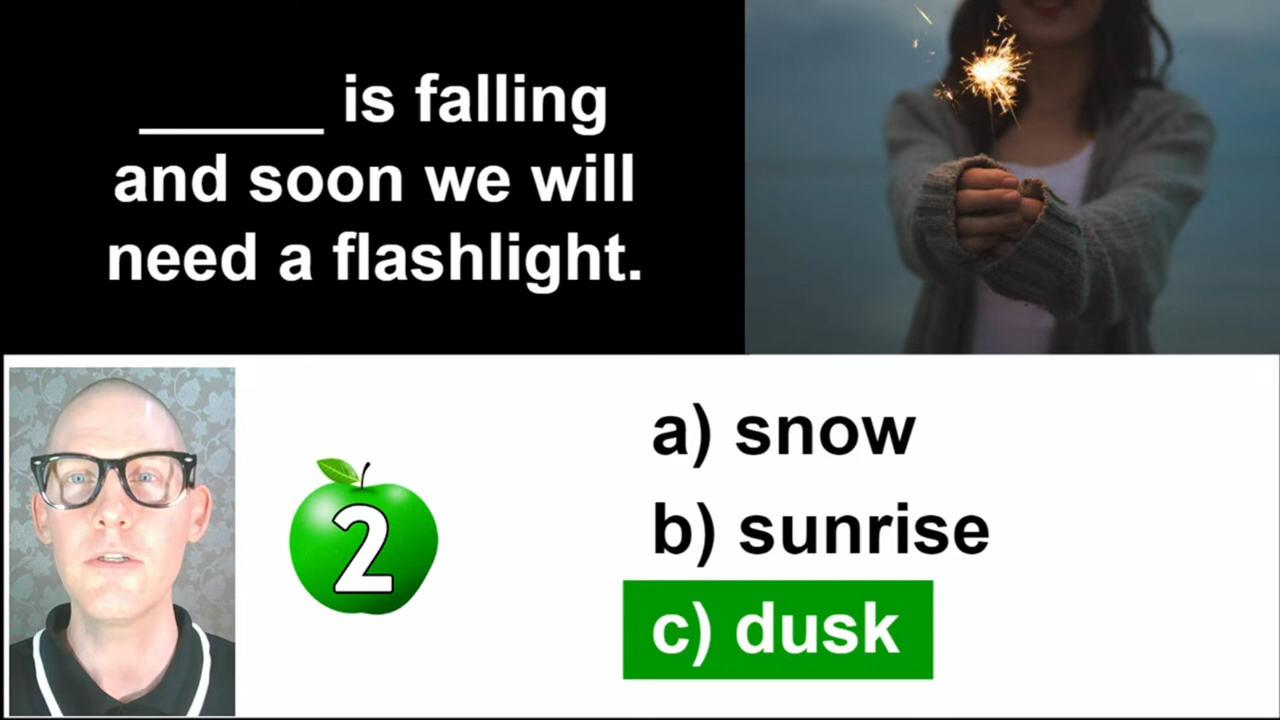 ______ is falling
and soon we will
need a flashlight.
2
a) snow
b) sunrise
c) dusk